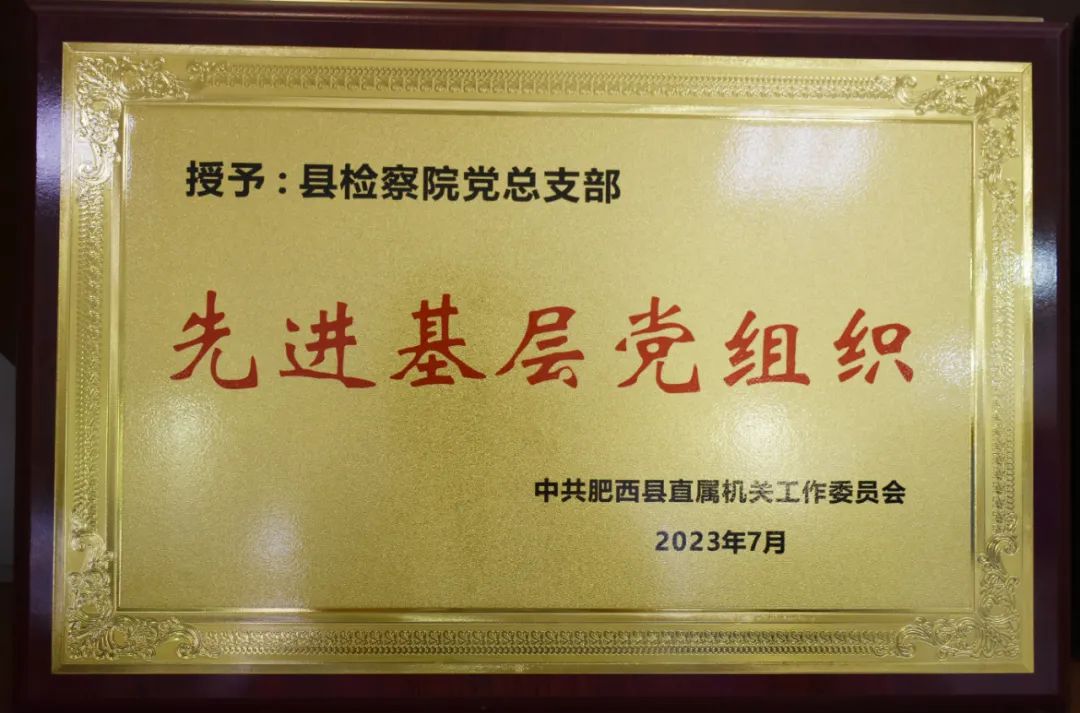 授予:县检察院党总支部
先进基层党组织
中共肥西县直属机关工作委员会
2023年7月